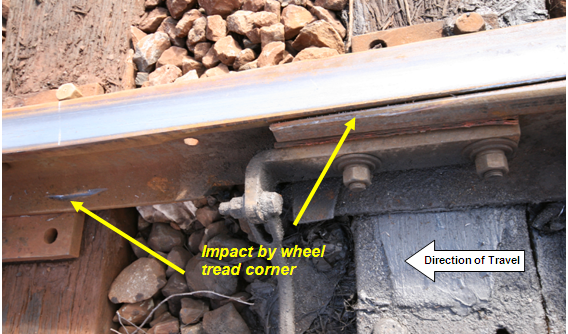 Impact by wheel
tread corner
Direction of Travel